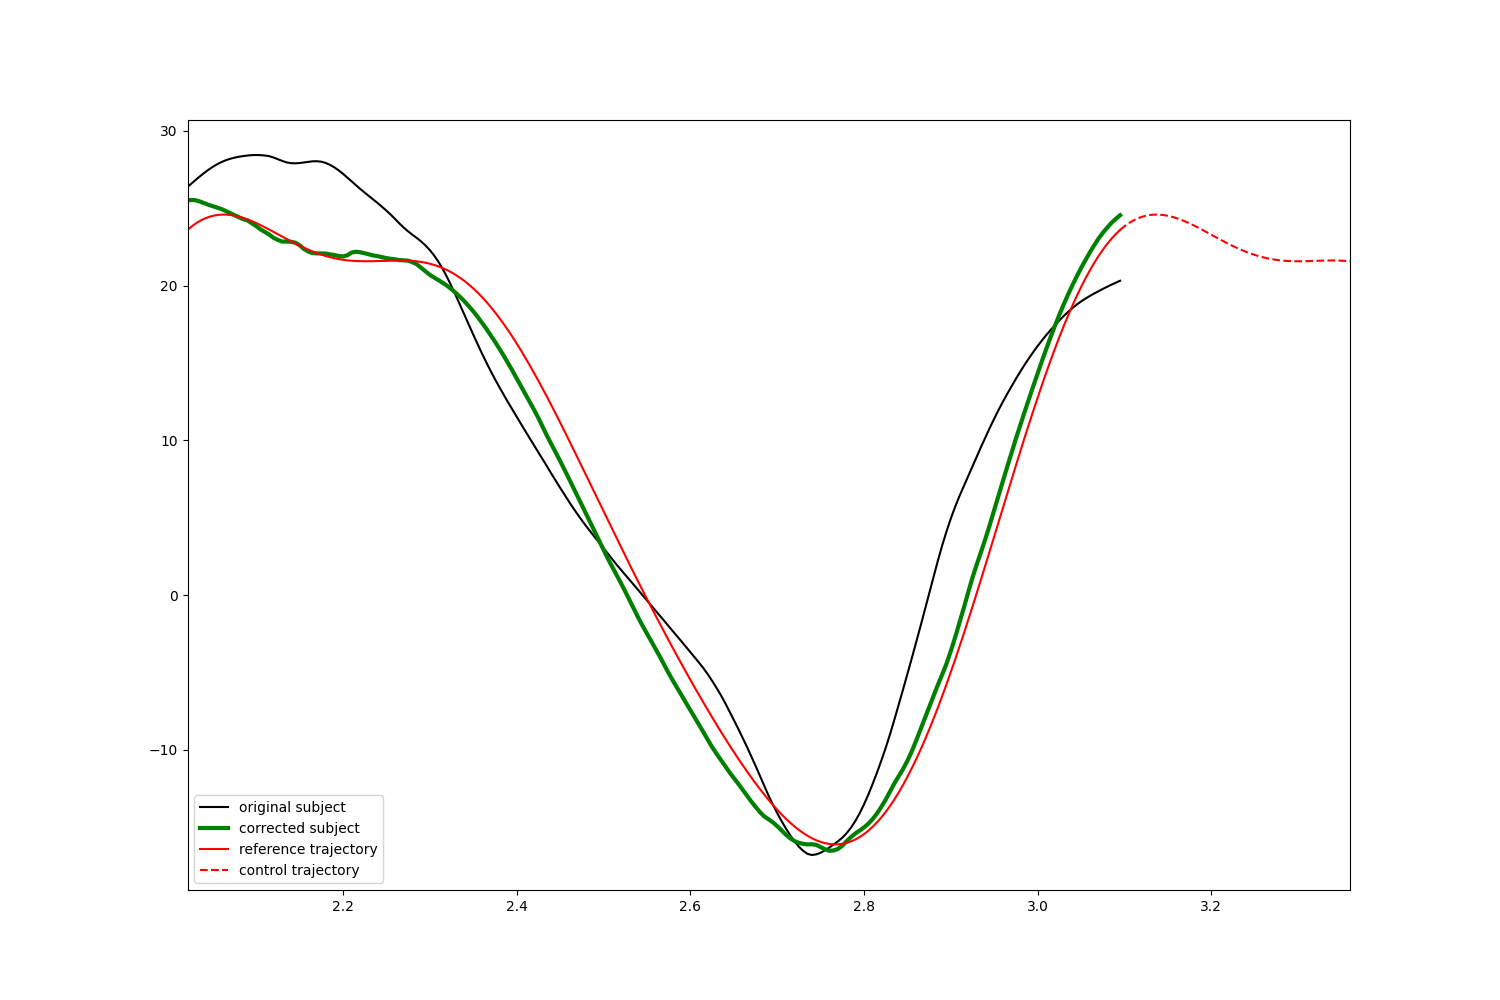 30
20
10
0
−10
original subject
corrected subject
reference trajectory
control trajectory
2.2 2.4 2.6 2.8 3.0 3.2